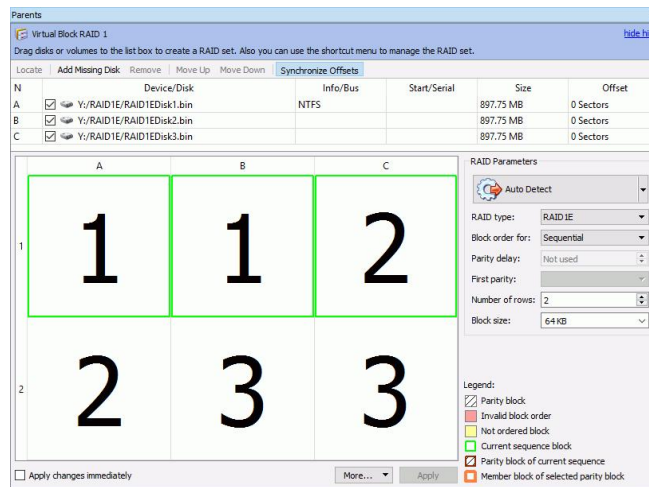 Parents
Virtual Block RAID 1
hide hi
Drag disks or volumes to the list box to create a RAID set. Also you can use the shortcut menu to manage the RAID set.
Locate Add Missing Disk Remove Move Up Move Down Synchronize Offsets
N Device/Disk Info/Bus Start/Serial Size Offset
A Y:/RAID1E/RAID1EDisk1.bin NTFS 897.75 MB 0 Sectors
B Y:/RAID1E/RAID1EDisk2.bin 897.75 MB 0 Sectors
C Y:/RAID1E/RAID1EDisk3.bin 897.75 MB 0 Sectors
A B C
1 1 1 2
2 2 3 3
RAID Parameters
Auto Detect
RAID type: RAID1E
Block order for: Sequential
Parity delay: Not used
First parity:
Number of rows: 2
Block size: 64 KB
Legend:
Parity block
Invalid block order
Not ordered block
Current sequence block
Parity block of current sequence
Member block of selected parity block
Apply changes immediately More... Apply